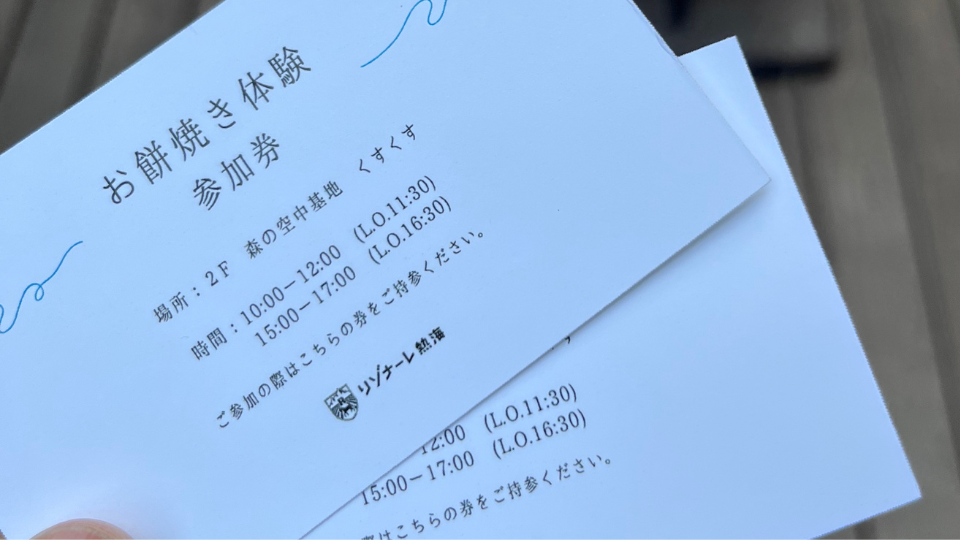 お餅焼き体験
参加券
場所：２Ｆ　森の空中基地　くすくす
時間：10:00－12:00　(L.O.11:30)
15:00－17:00　(L.O.16:30)
ご参加の際はこちらの券をご持参ください。
リゾナーレ熱海
12:00　(L.O.11:30)
15:00－17:00　(L.O.16:30)
際はこちらの券をご持参ください。